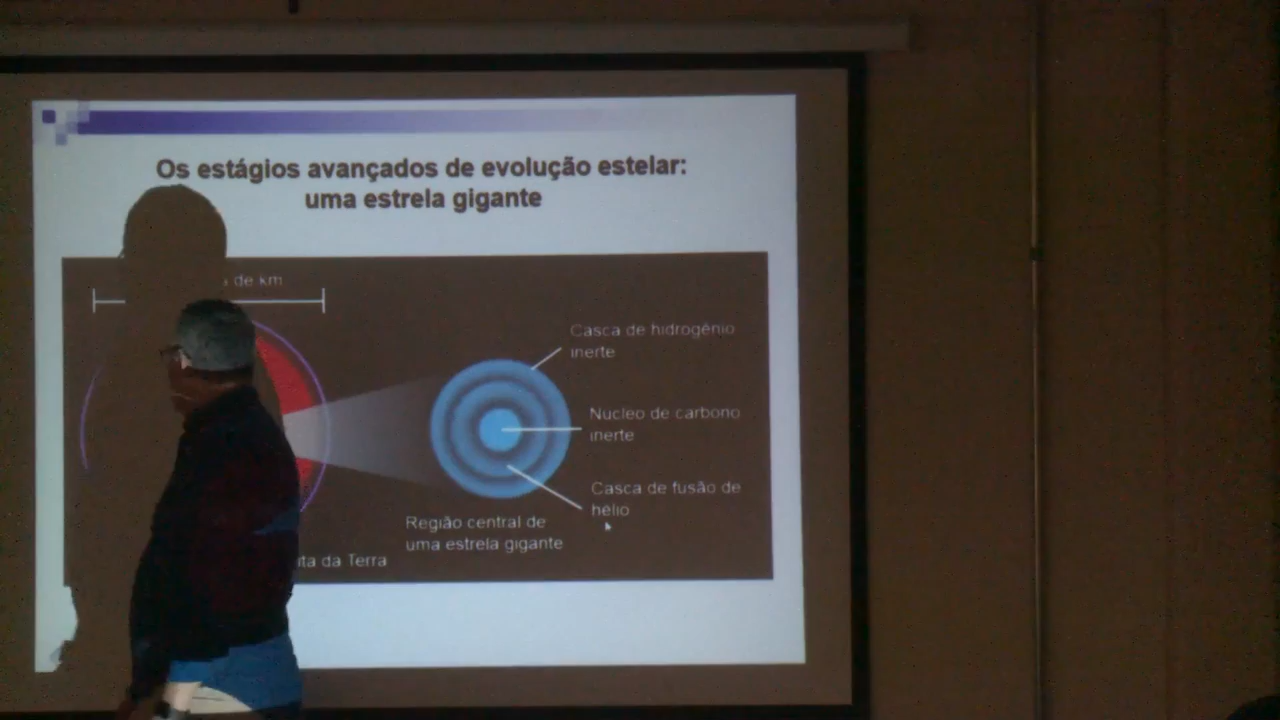 Os estágios avançados de evolução estelar:
uma estrela gigante
de km
Casca de hidrogênio
inerte
Nucleo de carbono
inerte
Casca de fusão de
hélio
Região central de
uma estrela gigante
da Terra